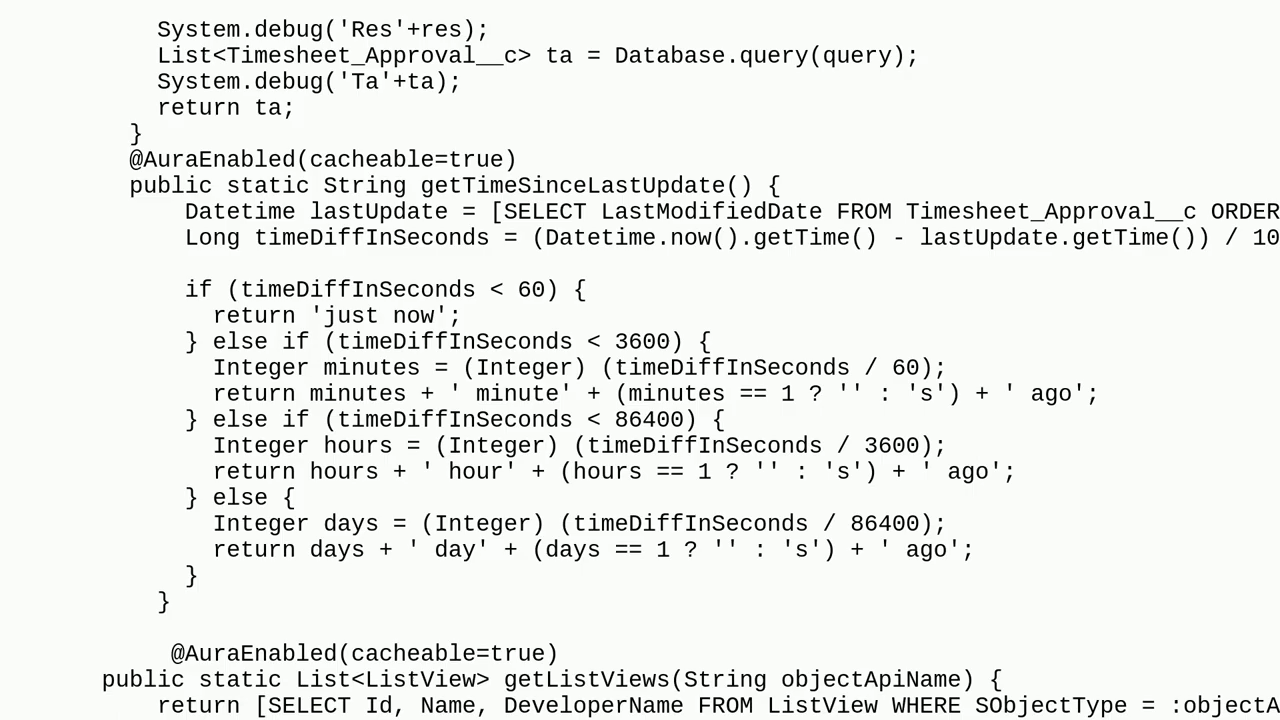 System.debug('Res'+res);
List<Timesheet_Approval__c> ta = Database.query(query);
System.debug('Ta'+ta);
return ta;
}
@AuraEnabled(cacheable=true)
public static String getTimeSinceLastUpdate() {
Datetime lastUpdate = [SELECT LastModifiedDate FROM Timesheet_Approval__c ORDER
Long timeDiffInSeconds = (Datetime.now().getTime() - lastUpdate.getTime()) / 10
if (timeDiffInSeconds < 60) {
return 'just now';
} else if (timeDiffInSeconds < 3600) {
Integer minutes = (Integer) (timeDiffInSeconds / 60);
return minutes + ' minute' + (minutes == 1 ? '' : 's') + ' ago';
} else if (timeDiffInSeconds < 86400) {
Integer hours = (Integer) (timeDiffInSeconds / 3600);
return hours + ' hour' + (hours == 1 ? '' : 's') + ' ago';
} else {
Integer days = (Integer) (timeDiffInSeconds / 86400);
return days + ' day' + (days == 1 ? '' : 's') + ' ago';
}
}
@AuraEnabled(cacheable=true)
public static List<ListView> getListViews(String objectApiName) {
return [SELECT Id, Name, DeveloperName FROM ListView WHERE SObjectType = :objectA